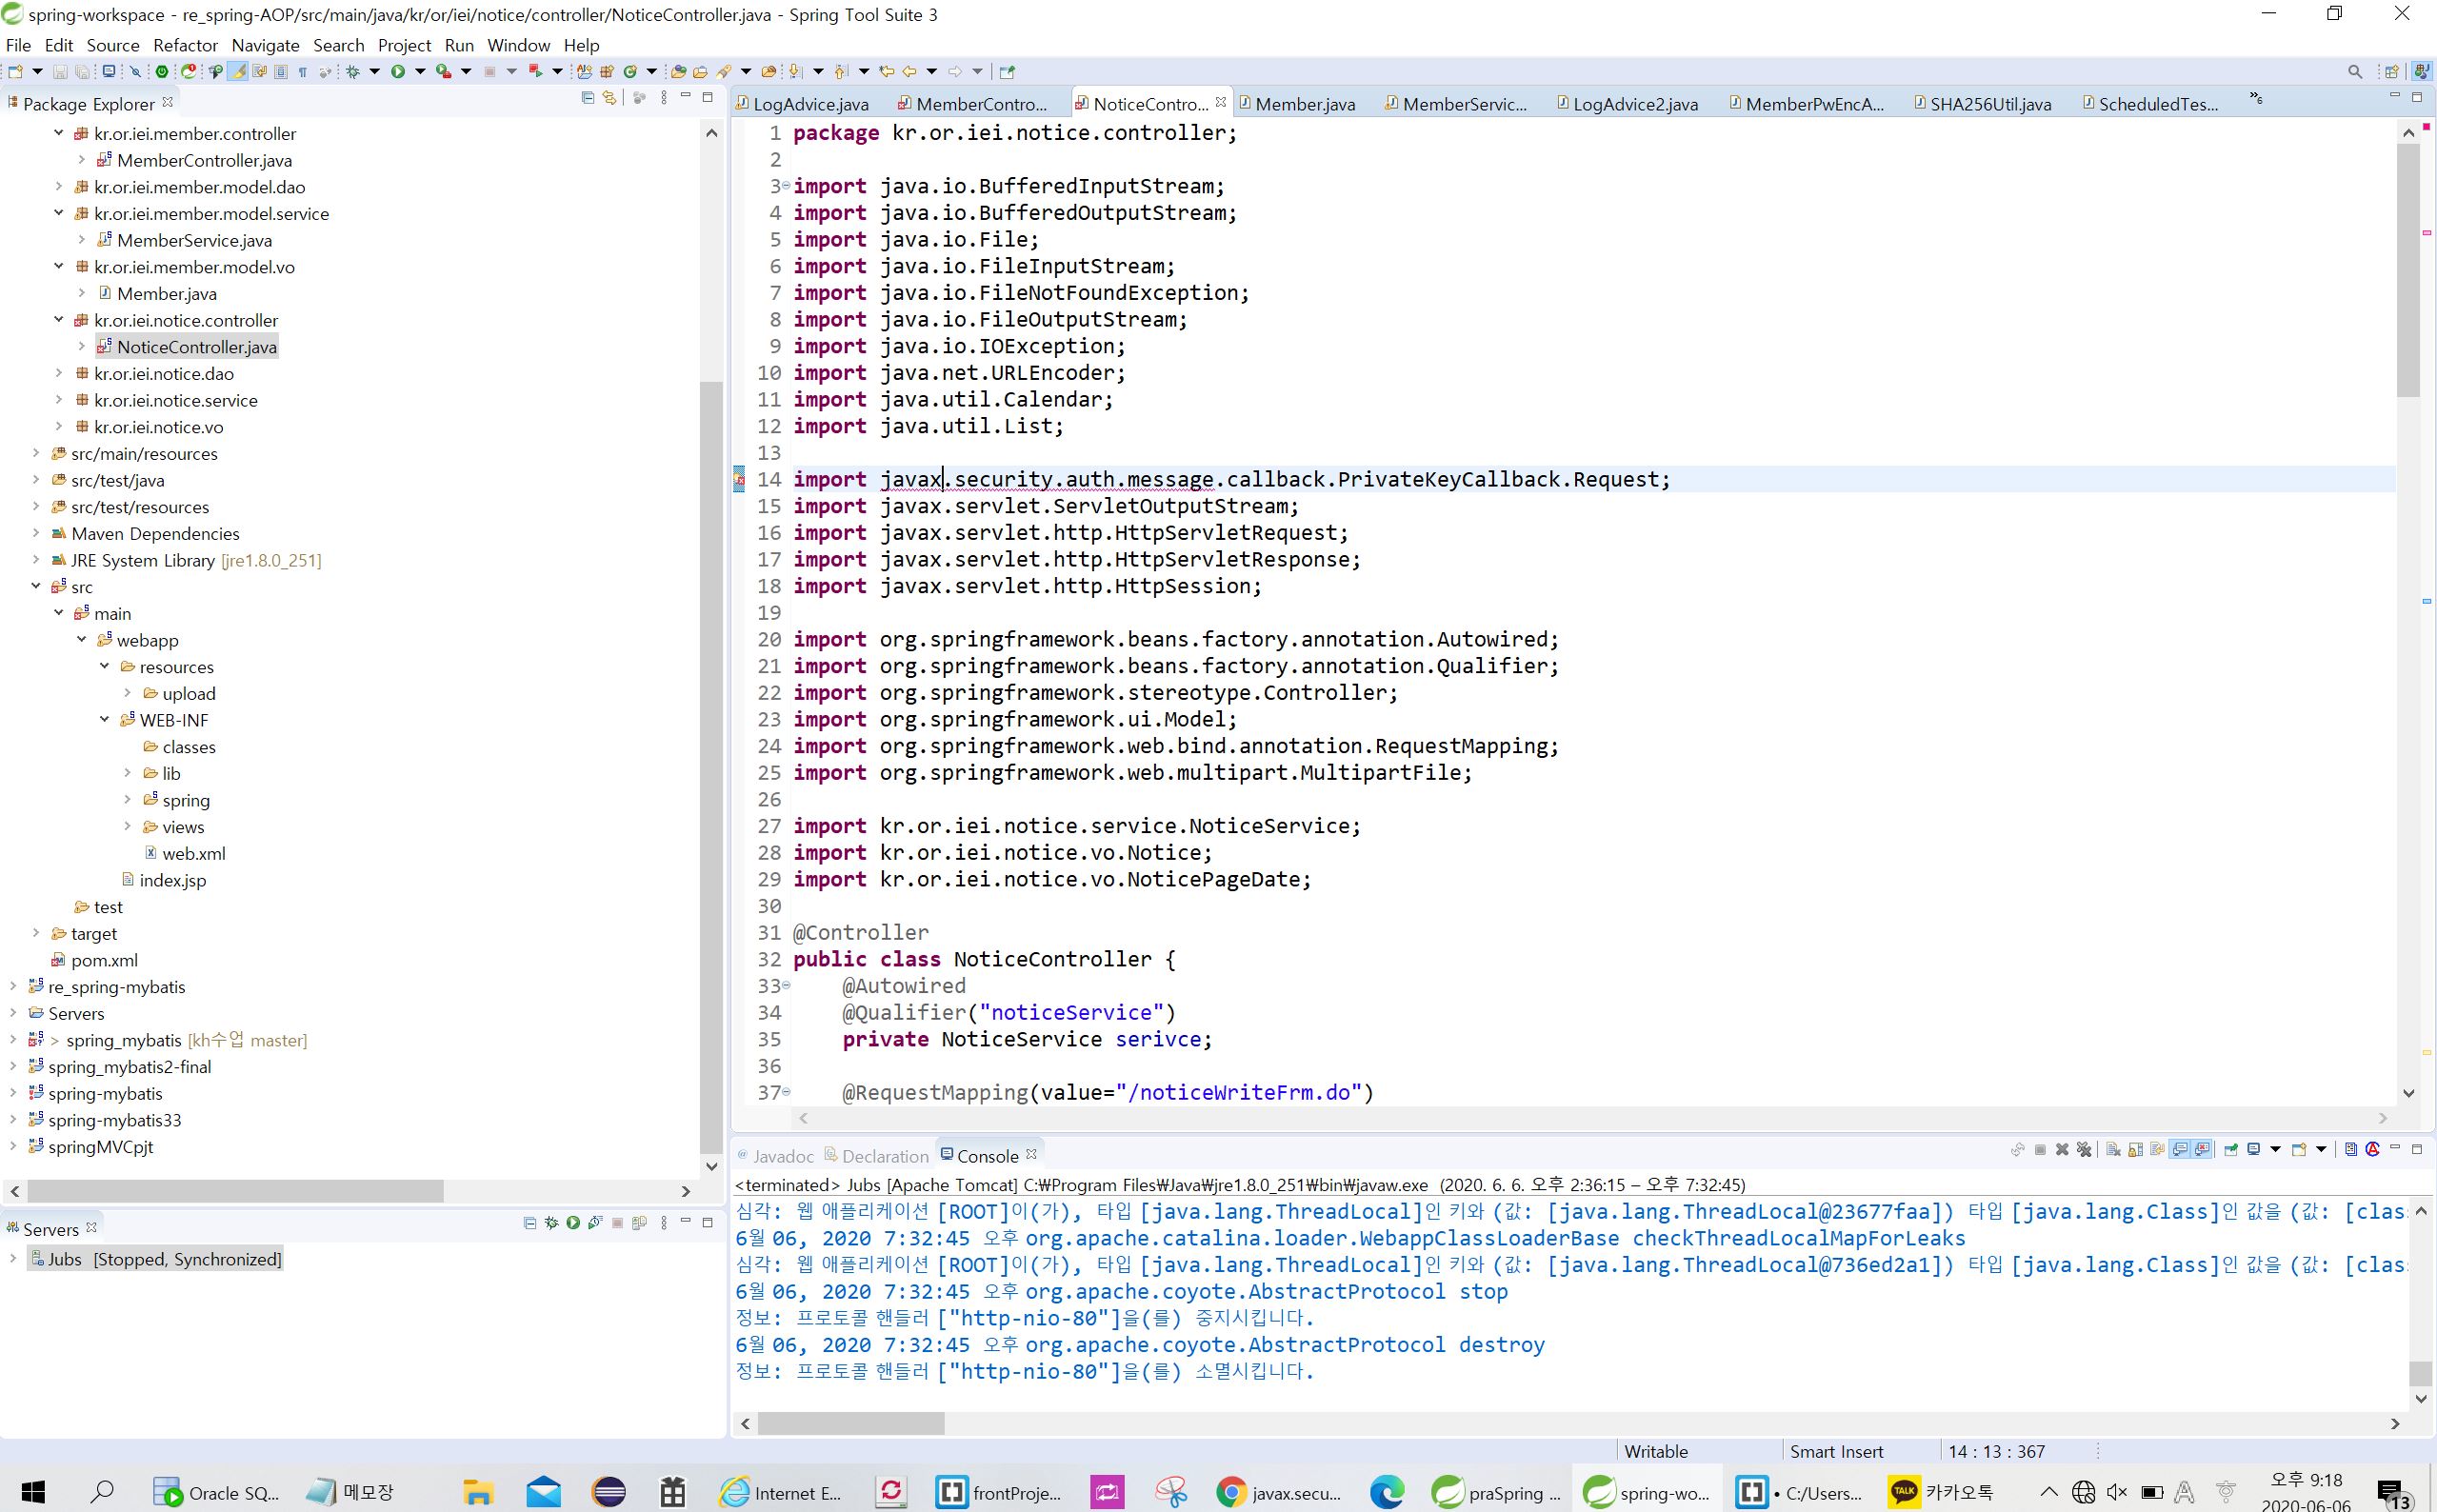 spring-workspace - re_spring-AOP/src/main/java/kr/or/iei/notice/controller/NoticeController.java - Spring Tool Suite 3
File Edit Source Refactor Navigate Search Project Run Window Help
Package Explorer
kr.or.iei.member.controller
MemberController.java
kr.or.iei.member.model.dao
kr.or.iei.member.model.service
MemberService.java
kr.or.iei.member.model.vo
Member.java
kr.or.iei.notice.controller
NoticeController.java
kr.or.iei.notice.dao
kr.or.iei.notice.service
kr.or.iei.notice.vo
src/main/resources
src/test/java
src/test/resources
Maven Dependencies
JRE System Library [jre1.8.0_251]
src
main
webapp
resources
upload
WEB-INF
classes
lib
spring
views
web.xml
index.jsp
test
target
pom.xml
re_spring-mybatis
Servers
> spring_mybatis [kh수업 master]
spring_mybatis2-final
spring-mybatis
spring-mybatis33
springMVCpjt
Servers
Jubs [Stopped, Synchronized]
LogAdvice.java MemberContro... NoticeContro... Member.java MemberServic... LogAdvice2.java MemberPwEncA... SHA256Util.java ScheduledTes... »6
1 package kr.or.iei.notice.controller;
2
3 import java.io.BufferedInputStream;
4 import java.io.BufferedOutputStream;
5 import java.io.File;
6 import java.io.FileInputStream;
7 import java.io.FileNotFoundException;
8 import java.io.FileOutputStream;
9 import java.io.IOException;
10 import java.net.URLEncoder;
11 import java.util.Calendar;
12 import java.util.List;
13
14 import javax.security.auth.message.callback.PrivateKeyCallback.Request;
15 import javax.servlet.ServletOutputStream;
16 import javax.servlet.http.HttpServletRequest;
17 import javax.servlet.http.HttpServletResponse;
18 import javax.servlet.http.HttpSession;
19
20 import org.springframework.beans.factory.annotation.Autowired;
21 import org.springframework.beans.factory.annotation.Qualifier;
22 import org.springframework.stereotype.Controller;
23 import org.springframework.ui.Model;
24 import org.springframework.web.bind.annotation.RequestMapping;
25 import org.springframework.web.multipart.MultipartFile;
26
27 import kr.or.iei.notice.service.NoticeService;
28 import kr.or.iei.notice.vo.Notice;
29 import kr.or.iei.notice.vo.NoticePageDate;
30
31 @Controller
32 public class NoticeController {
33 @Autowired
34 @Qualifier("noticeService")
35 private NoticeService serivce;
36
37 @RequestMapping(value="/noticeWriteFrm.do")
Javadoc Declaration Console
<terminated> Jubs [Apache Tomcat] C:₩Program Files₩Java₩jre1.8.0_251₩bin₩javaw.exe (2020. 6. 6. 오후 2:36:15 – 오후 7:32:45)
심각: 웹 애플리케이션 [ROOT]이(가), 타입 [java.lang.ThreadLocal]인 키와 (값: [java.lang.ThreadLocal@23677faa]) 타입 [java.lang.Class]인 값을 (값: [clas
6월 06, 2020 7:32:45 오후 org.apache.catalina.loader.WebappClassLoaderBase checkThreadLocalMapForLeaks
심각: 웹 애플리케이션 [ROOT]이(가), 타입 [java.lang.ThreadLocal]인 키와 (값: [java.lang.ThreadLocal@736ed2a1]) 타입 [java.lang.Class]인 값을 (값: [clas
6월 06, 2020 7:32:45 오후 org.apache.coyote.AbstractProtocol stop
정보: 프로토콜 핸들러 ["http-nio-80"]을(를) 중지시킵니다.
6월 06, 2020 7:32:45 오후 org.apache.coyote.AbstractProtocol destroy
정보: 프로토콜 핸들러 ["http-nio-80"]을(를) 소멸시킵니다.
Writable Smart Insert 14 : 13 : 367
Oracle SQ... 메모장 Internet E... frontProje... javax.secu... praSpring ... spring-wo... • C:/Users... TALK 카카오톡 A 오후 9:18
2020-06-06 13